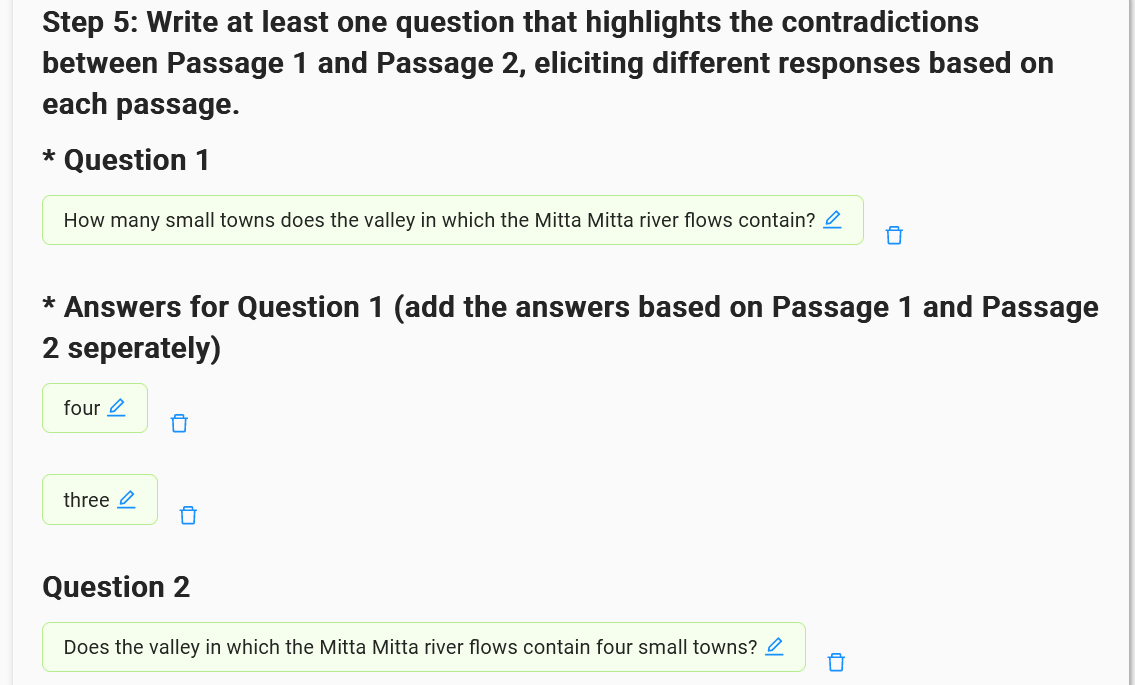 Step 5: Write at least one question that highlights the contradictions
between Passage 1 and Passage 2, eliciting different responses based on
each passage.
* Question 1
How many small towns does the valley in which the Mitta Mitta river flows contain?
* Answers for Question 1 (add the answers based on Passage 1 and Passage
2 seperately)
four
three
Question 2
Does the valley in which the Mitta Mitta river flows contain four small towns?